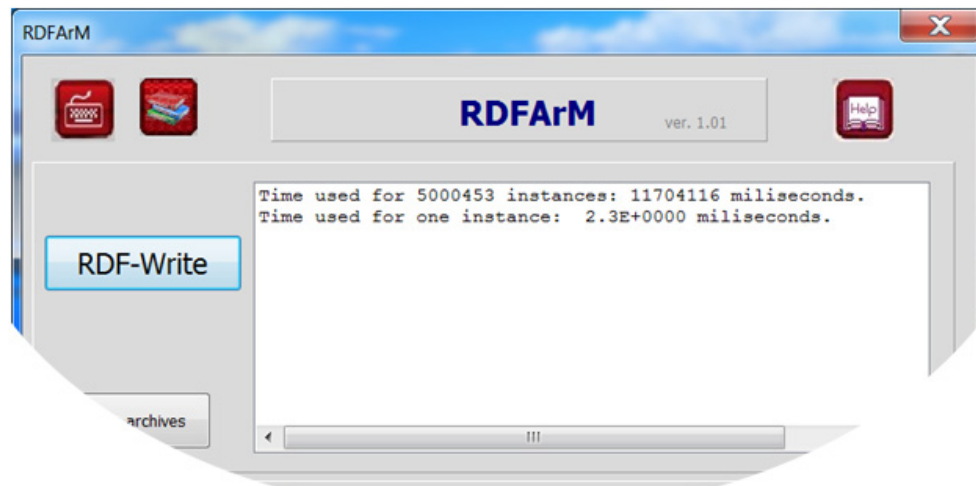 RDFArM
RDFArM ver. 1.01
Help
Time used for 5000453 instances: 11704116 miliseconds.
Time used for one instance:  2.3E+0000 miliseconds.
RDF-Write
archives